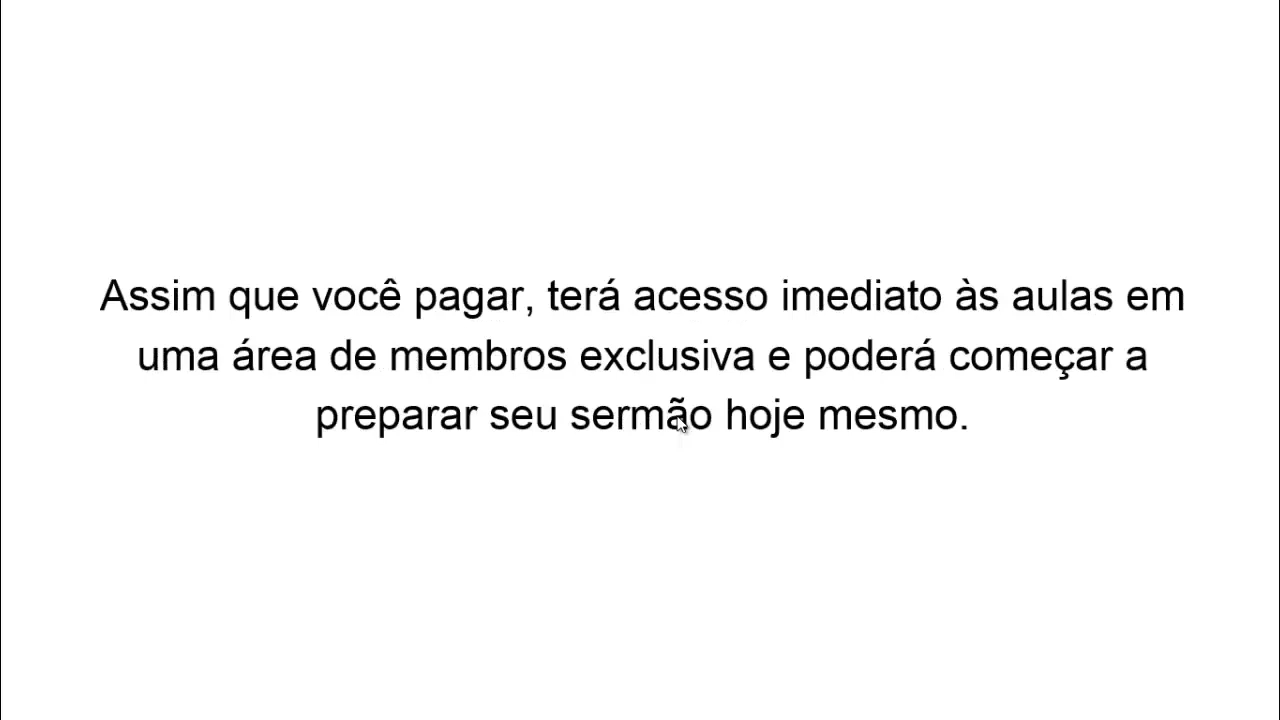 Assim que você pagar, terá acesso imediato às aulas em
uma área de membros exclusiva e poderá começar a
preparar seu sermão hoje mesmo.